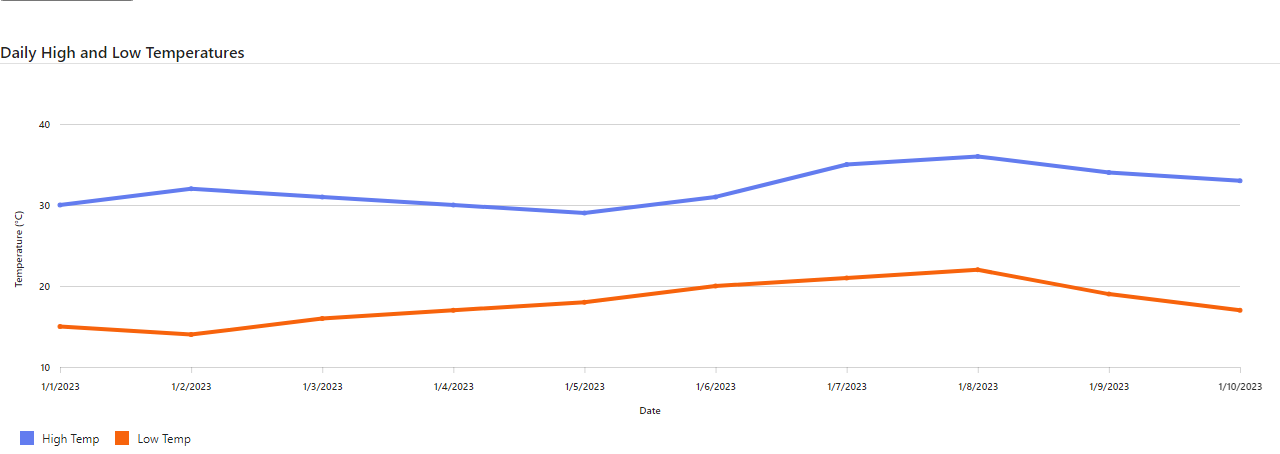 Daily High and Low Temperatures
40
30
20
10
Temperature (°C)
1/1/2023 1/2/2023 1/3/2023 1/4/2023 1/5/2023 1/6/2023 1/7/2023 1/8/2023 1/9/2023 1/10/2023
Date
High Temp Low Temp